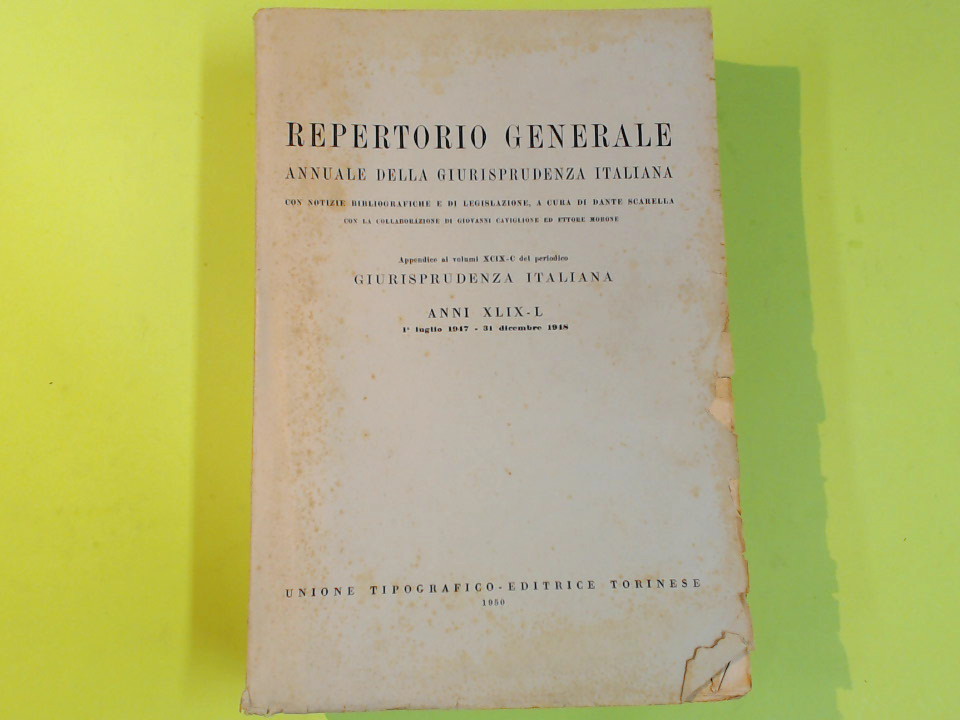 REPERTORIO GENERALE
ANNUALE DELLA GIURISPRUDENZA ITALIANA
CON NOTIZIE BIBLIOGRAFICHE E DI LEGISLAZIONE, A CURA DI DANTE SCARELLA
CON LA COLLABORAZIONE DI GIOVANNI CAVIGLIONE ED ETTORE MORONE
Appendice ai volumi XCIX-C del periodico
GIURISPRUDENZA ITALIANA
ANNI XLIX-L
1° luglio 1947 - 31 dicembre 1948
UNIONE TIPOGRAFICO-EDITRICE TORINESE
1950